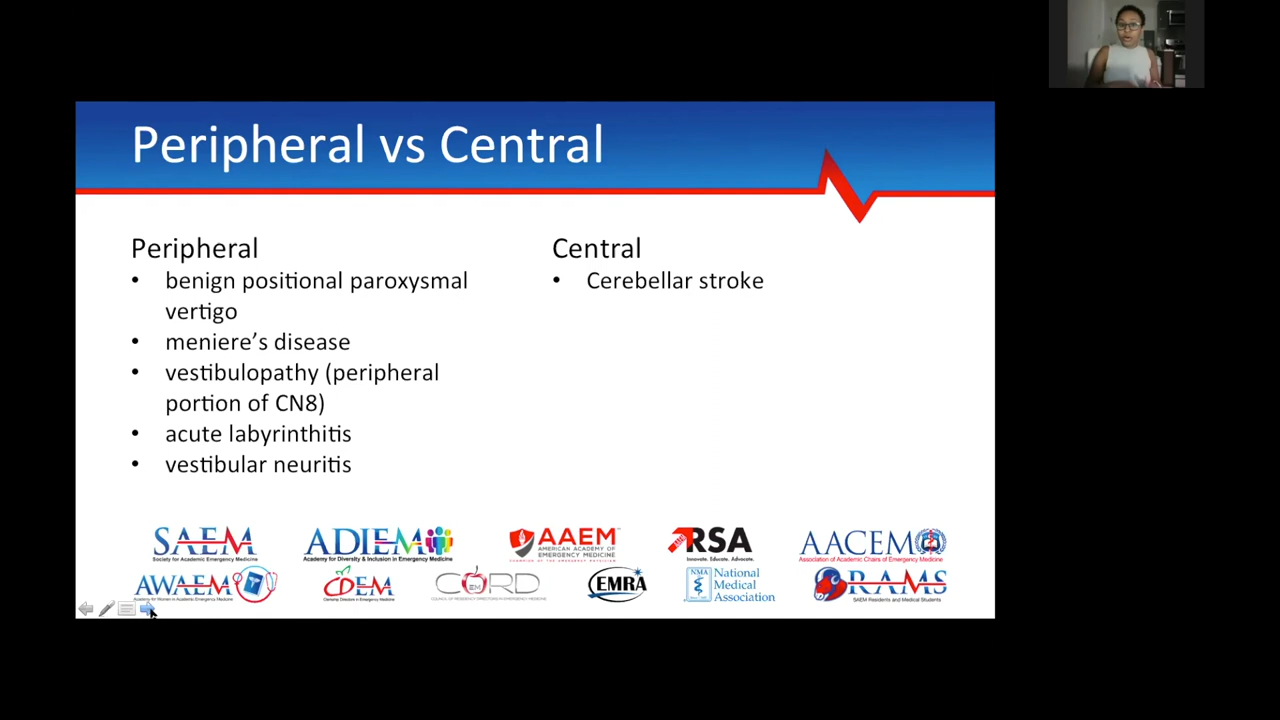 Peripheral vs Central
Peripheral
• benign positional paroxysmal
vertigo
• meniere's disease
• vestibulopathy (peripheral
portion of CN8)
• acute labyrinthitis
• vestibular neuritis
Central
• Cerebellar stroke
SAEM
Society for Academic Emergency Medicine
ADIEM
Academy for Diversity & Inclusion in Emergency Medicine
AAEM
AMERICAN ACADEMY OF
EMERGENCY MEDICINE
CHAMPION OF THE EMERGENCY PHYSICIAN
RSA
Innovate. Educate. Advocate.
AACEM
Association of Academic Chairs of Emergency Medicine
AWAEM
Academy for Women in Academic Emergency Medicine
CDEM
Clerkship Directors in Emergency Medicine
CORD
EM
COUNCIL OF RESIDENCY DIRECTORS IN EMERGENCY MEDICINE
EMRA
NMA
National
Medical
Association
RAMS
SAEM Residents and Medical Students